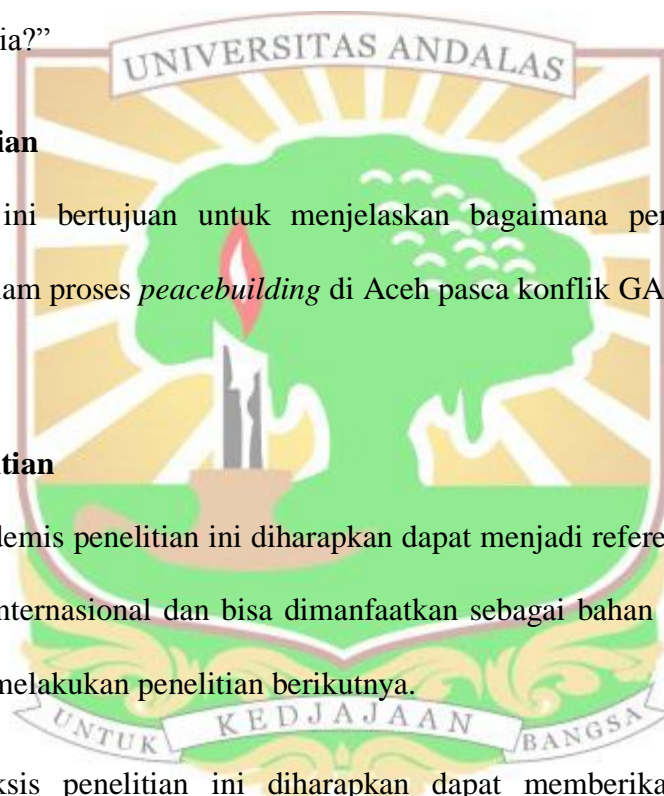 ia?”
UNIVERSITAS ANDALAS
ian
ini bertujuan untuk menjelaskan bagaimana per
lam proses peacebuilding di Aceh pasca konflik GA
itian
demis penelitian ini diharapkan dapat menjadi refere
nternasional dan bisa dimanfaatkan sebagai bahan
melakukan penelitian berikutnya.
UNTUK KEDJAJAAN BANGSA
ksis penelitian ini diharapkan dapat memberika